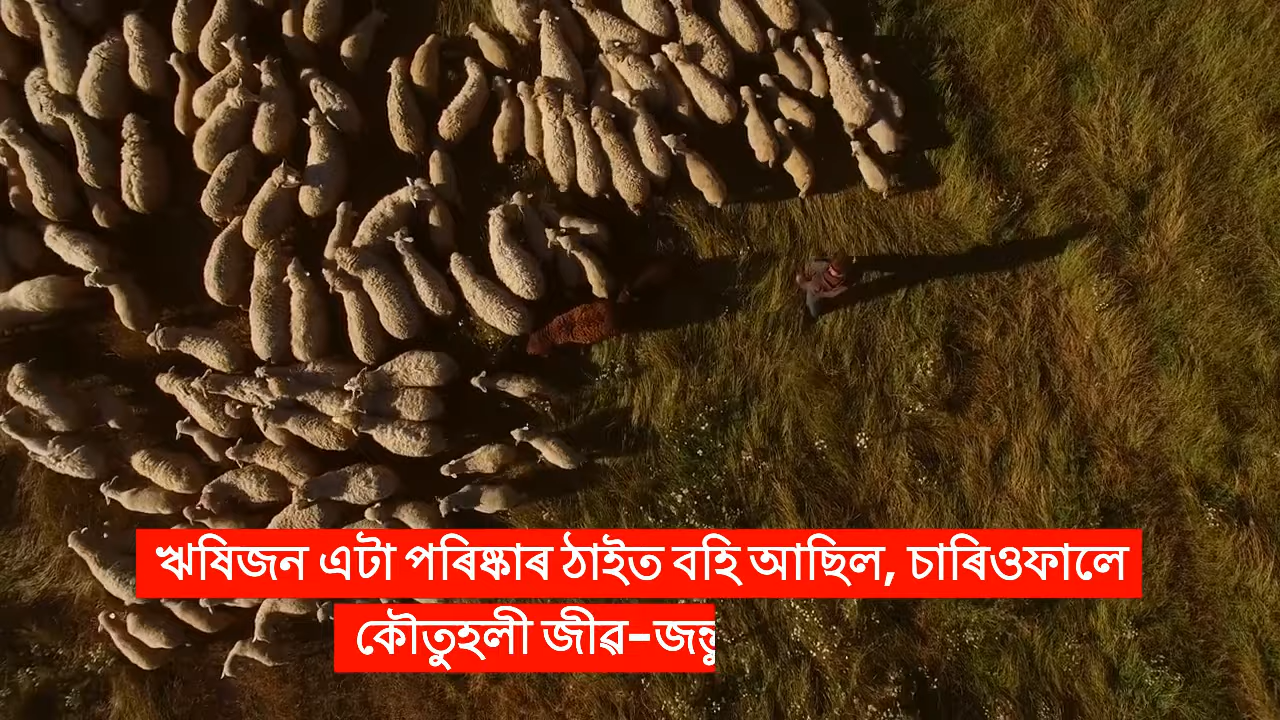 ঋষিজন এটা পৰিষ্কাৰ ঠাইত বহি আছিল, চাৰিওফালে
কৌতুহলী জীৱ-জন্তু